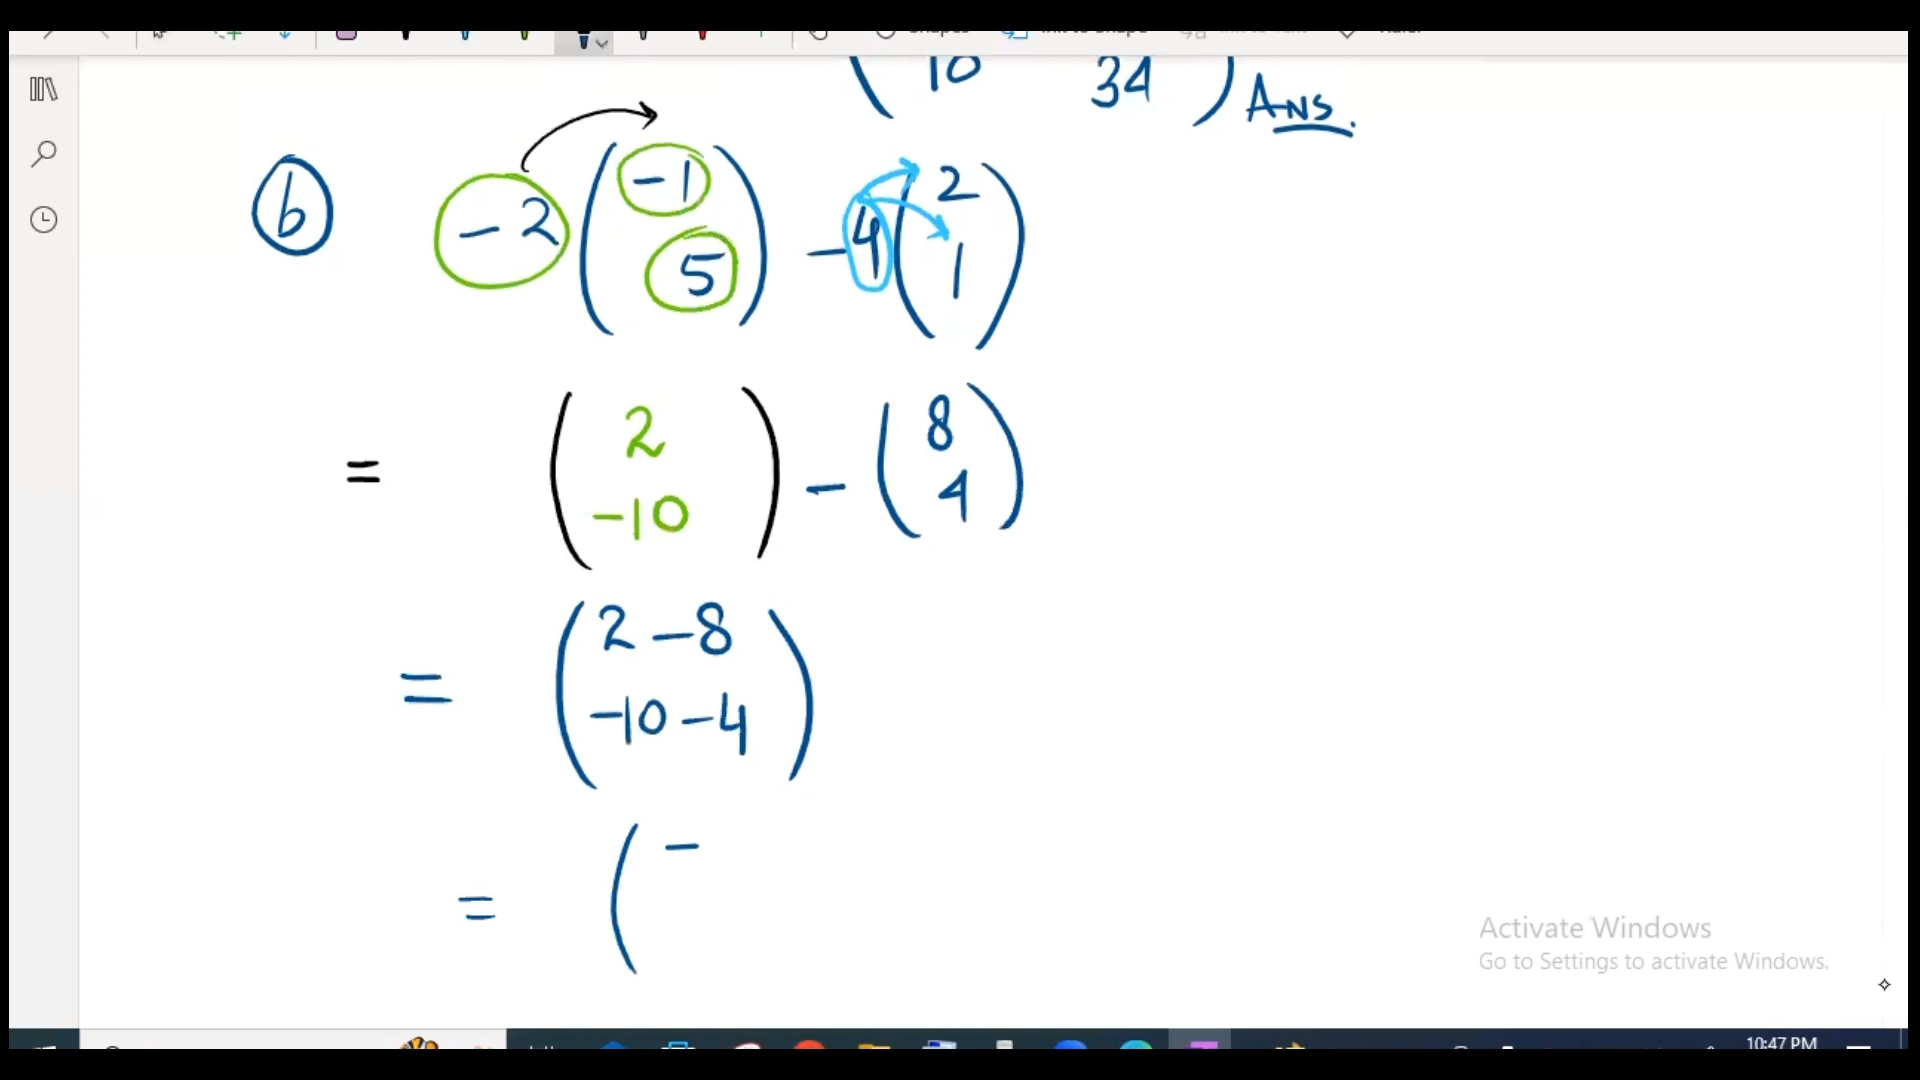 10 34 Ans.
b -2 ( -1 5 ) - 4 ( 2 1 )
= ( 2 -10 ) - ( 8 4 )
= ( 2 - 8 -10 - 4 )
= ( -
Activate Windows
Go to Settings to activate Windows.
10:47 PM